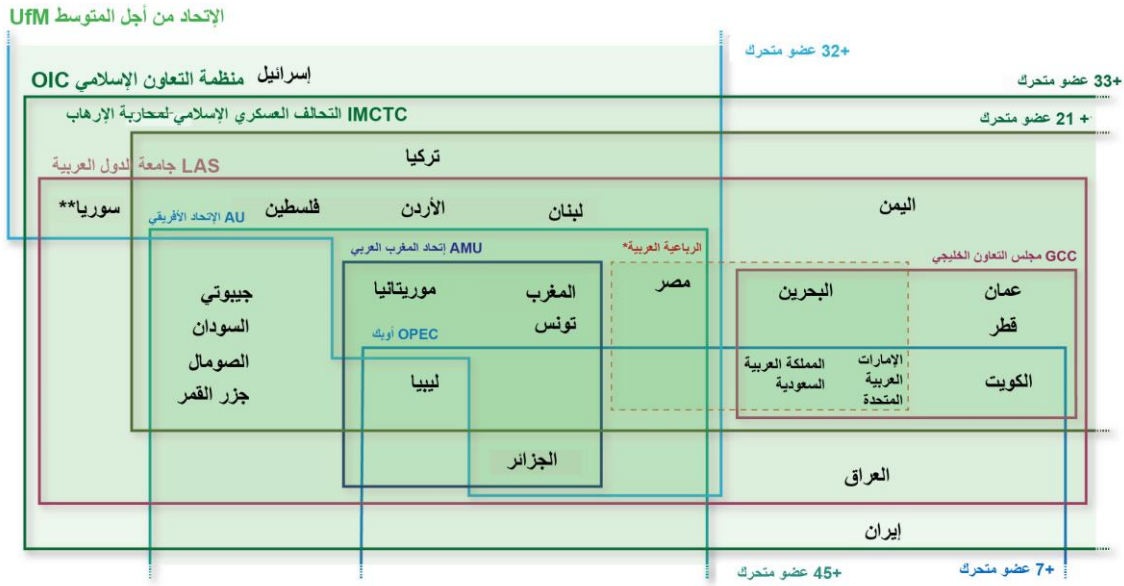 الإتحاد من أجل المتوسط UfM
+32 عضو متحرك
إسرائيل
منظمة التعاون الإسلامي OIC
+33 عضو متحرك
IMCTC التحالف العسكري الإسلامي لمحاربة الإرهاب
+ 21 عضو متحرك
تركيا
LAS جامعة الدول العربية
اليمن
لبنان
الأردن
فلسطين
AU الإتحاد الأفريقي
سوريا**
GCC مجلس التعاون الخليجي
الرباعية العربية*
AMU إتحاد المغرب العربي
عمان
البحرين
مصر
المغرب
موريتانيا
جيبوتي
قطر
تونس
السودان
OPEC أوبك
الصومال
الكويت
الإمارات
العربية
المتحدة
المملكة العربية
السعودية
ليبيا
جزر القمر
الجزائر
العراق
إيران
+7 عضو متحرك
+45 عضو متحرك